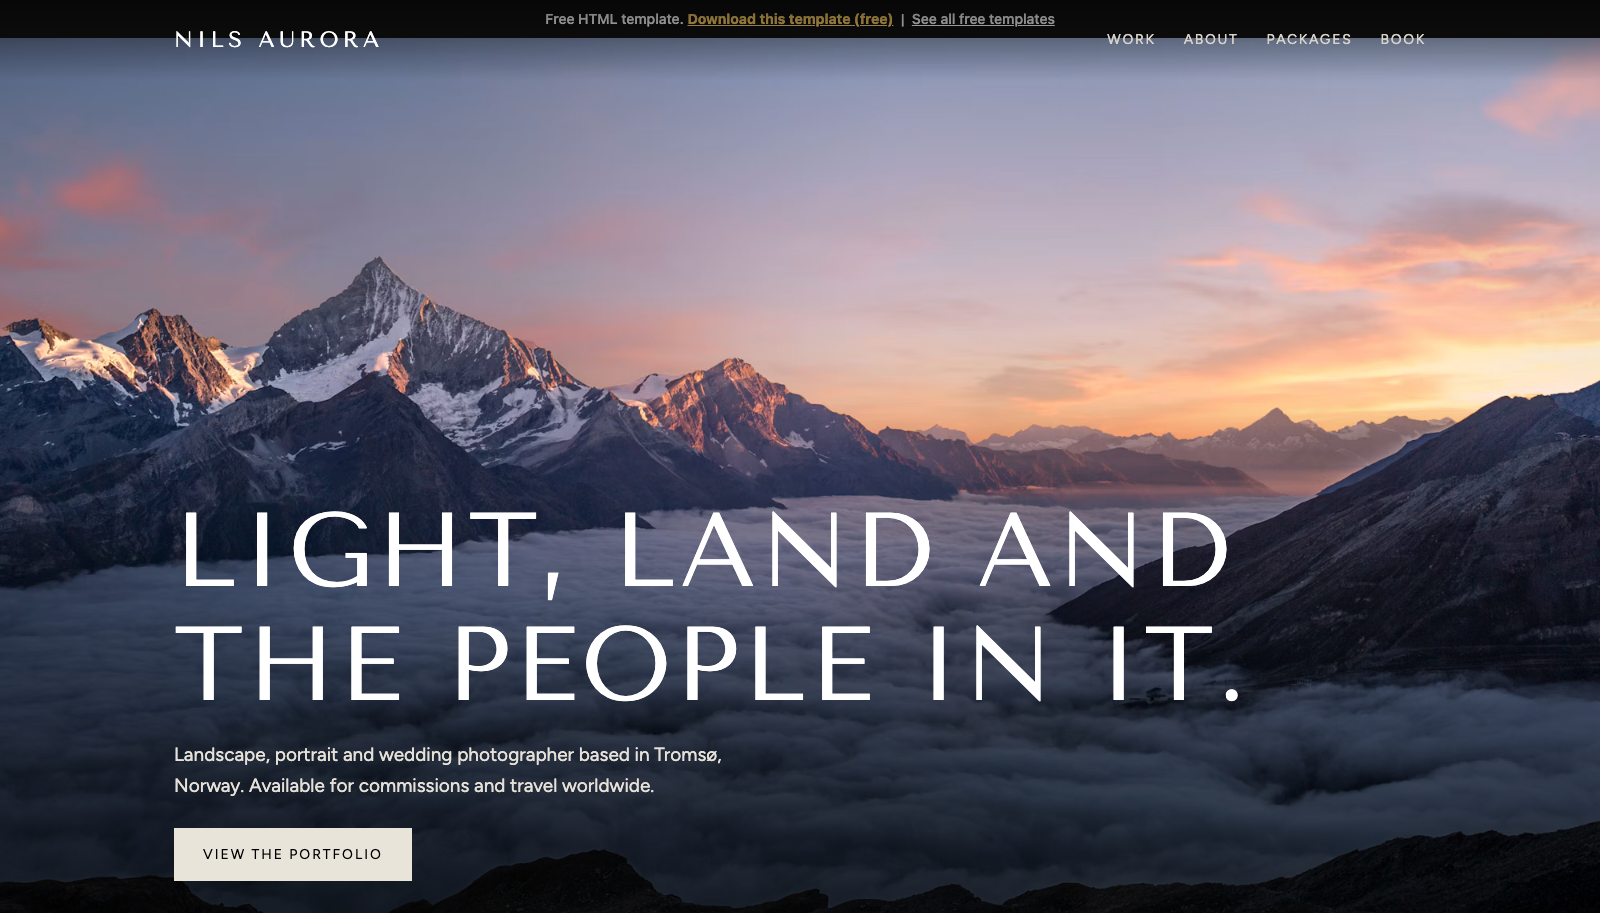 Free HTML template. Download this template (free) | See all free templates
NILS AURORA
WORK ABOUT PACKAGES BOOK
LIGHT, LAND AND
THE PEOPLE IN IT.
Landscape, portrait and wedding photographer based in Tromsø,
Norway. Available for commissions and travel worldwide.
VIEW THE PORTFOLIO